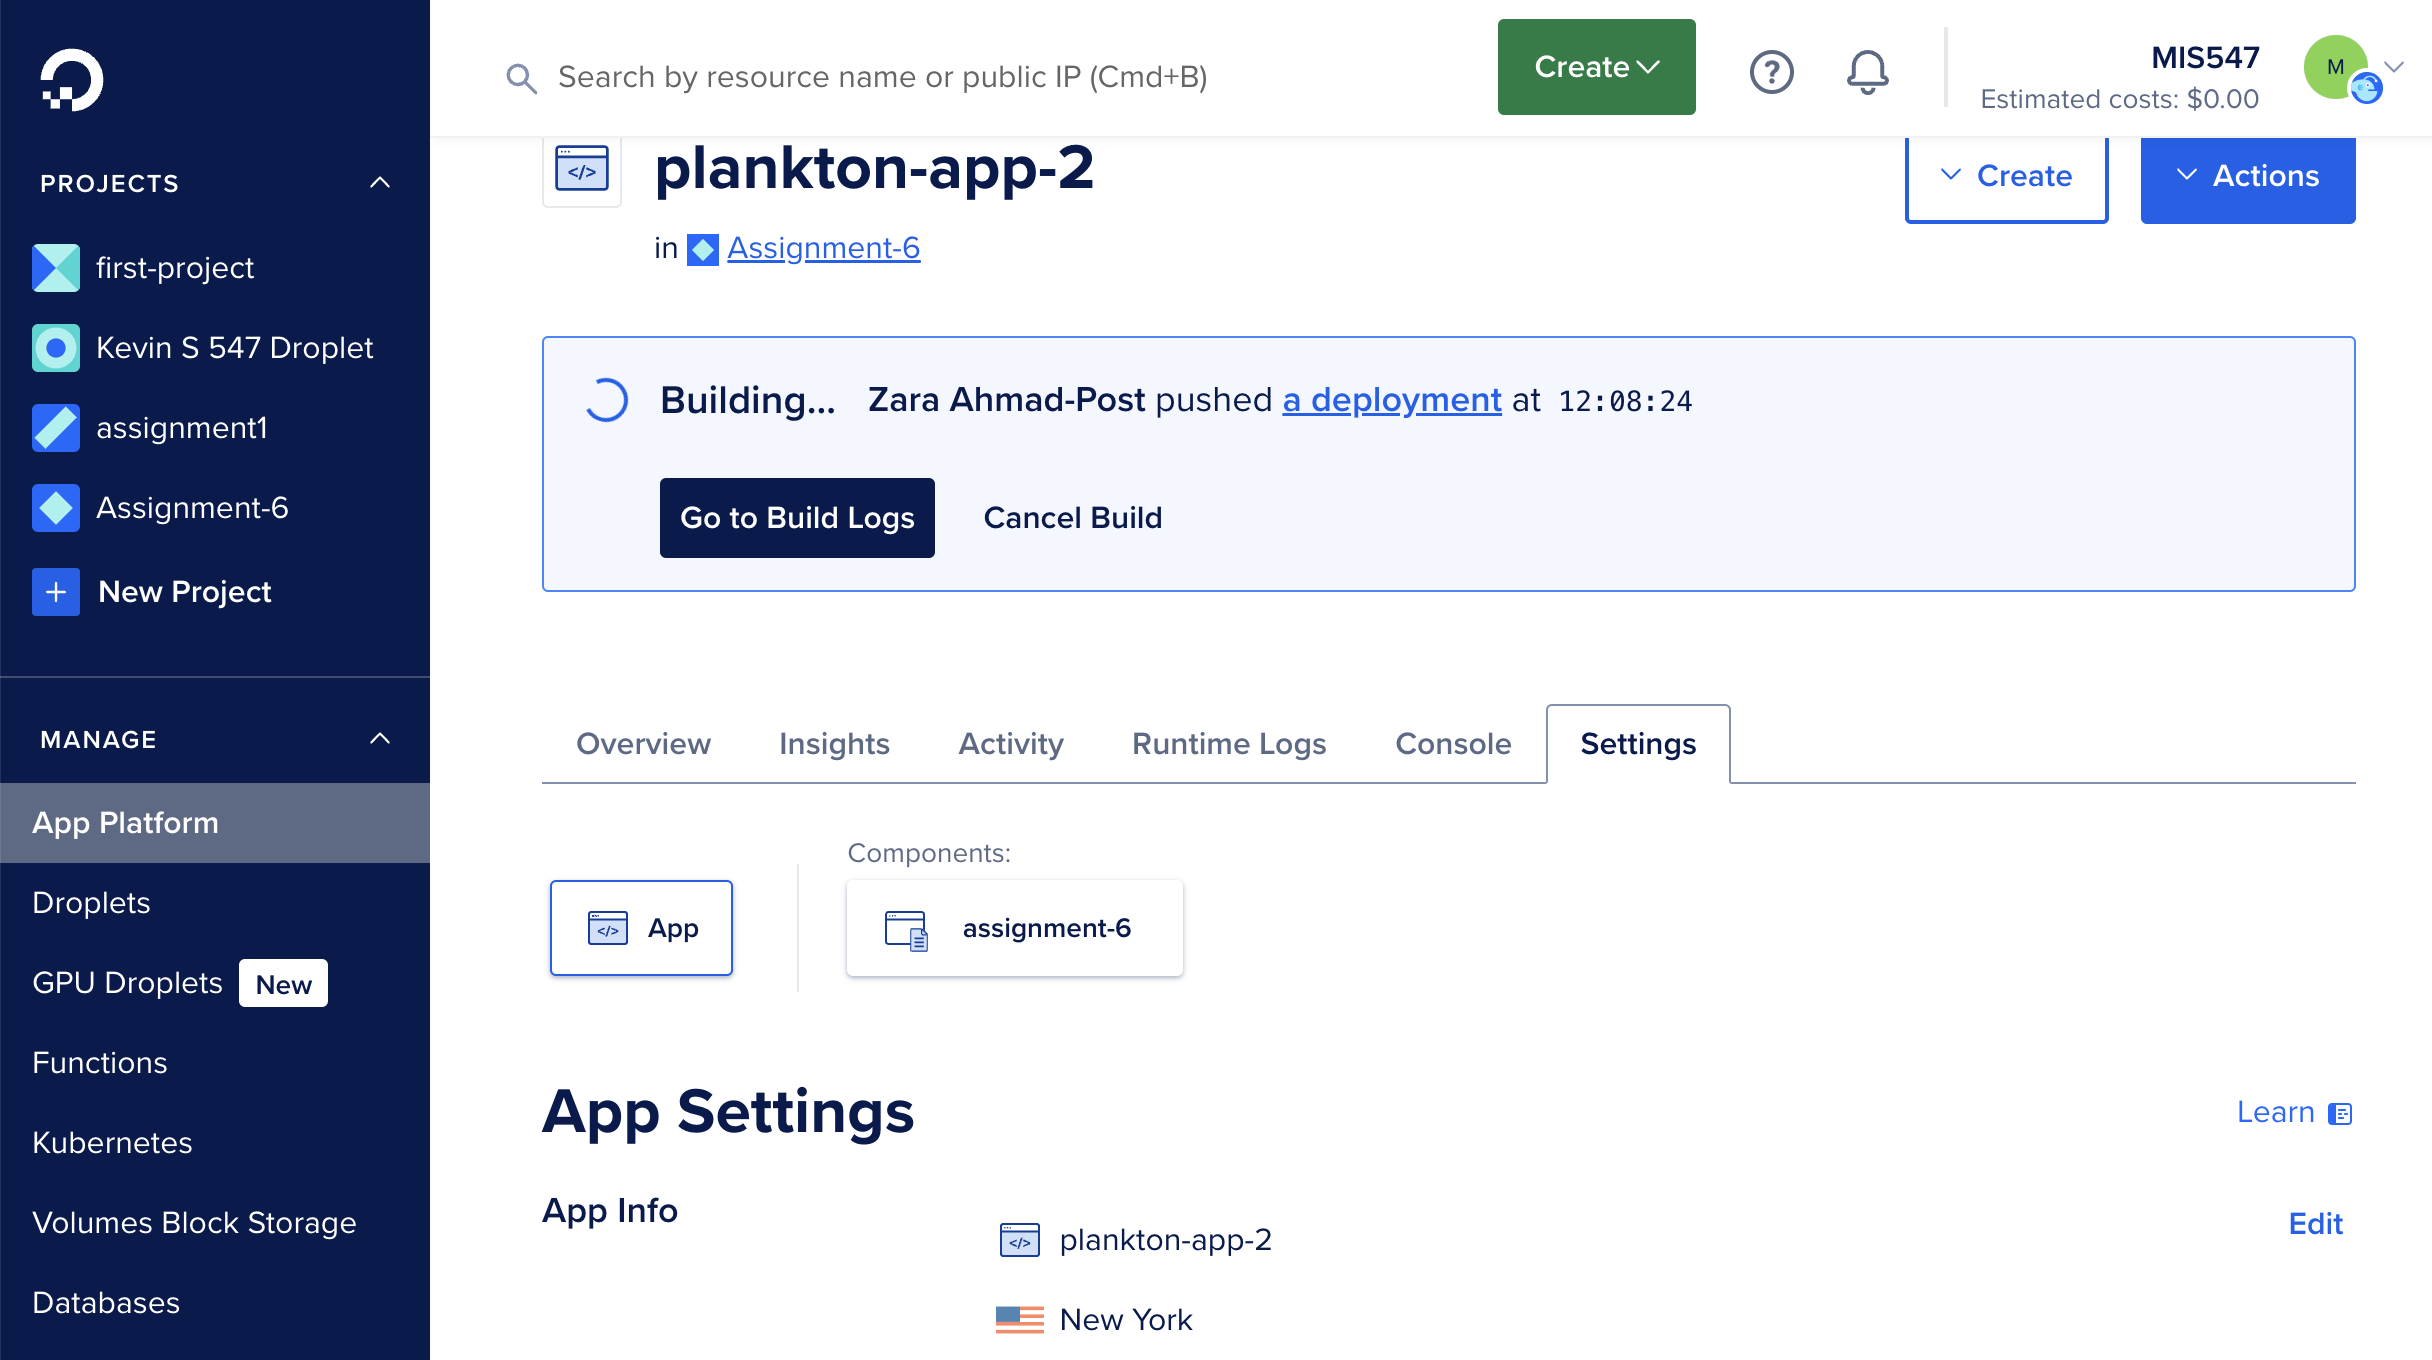 Search by resource name or public IP (Cmd+B)
Create
MIS547
Estimated costs: $0.00
M
PROJECTS
first-project
Kevin S 547 Droplet
assignment1
Assignment-6
New Project
MANAGE
App Platform
Droplets
GPU Droplets New
Functions
Kubernetes
Volumes Block Storage
Databases
plankton-app-2
in Assignment-6
Create
Actions
Building... Zara Ahmad-Post pushed a deployment at 12:08:24
Go to Build Logs Cancel Build
Overview Insights Activity Runtime Logs Console Settings
Components:
App assignment-6
App Settings
Learn
App Info
plankton-app-2
Edit
New York